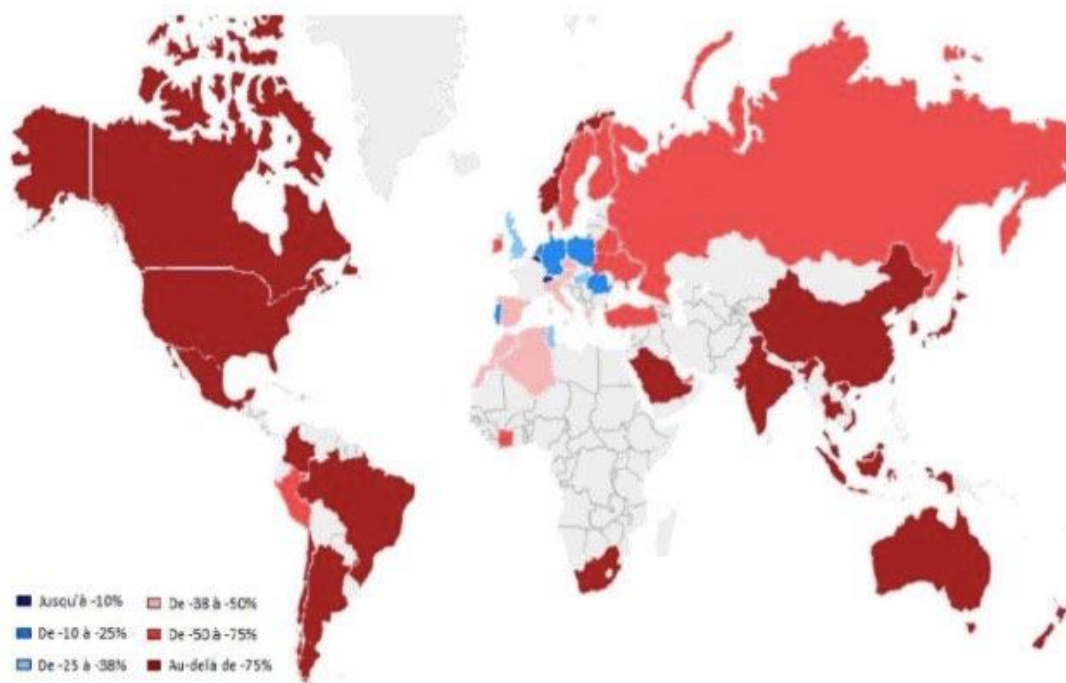 Jusqu'à -10%
De -10 à -25%
De -25 à -38%
De -38 à -50%
De -50 à -75%
Au-delà de -75%